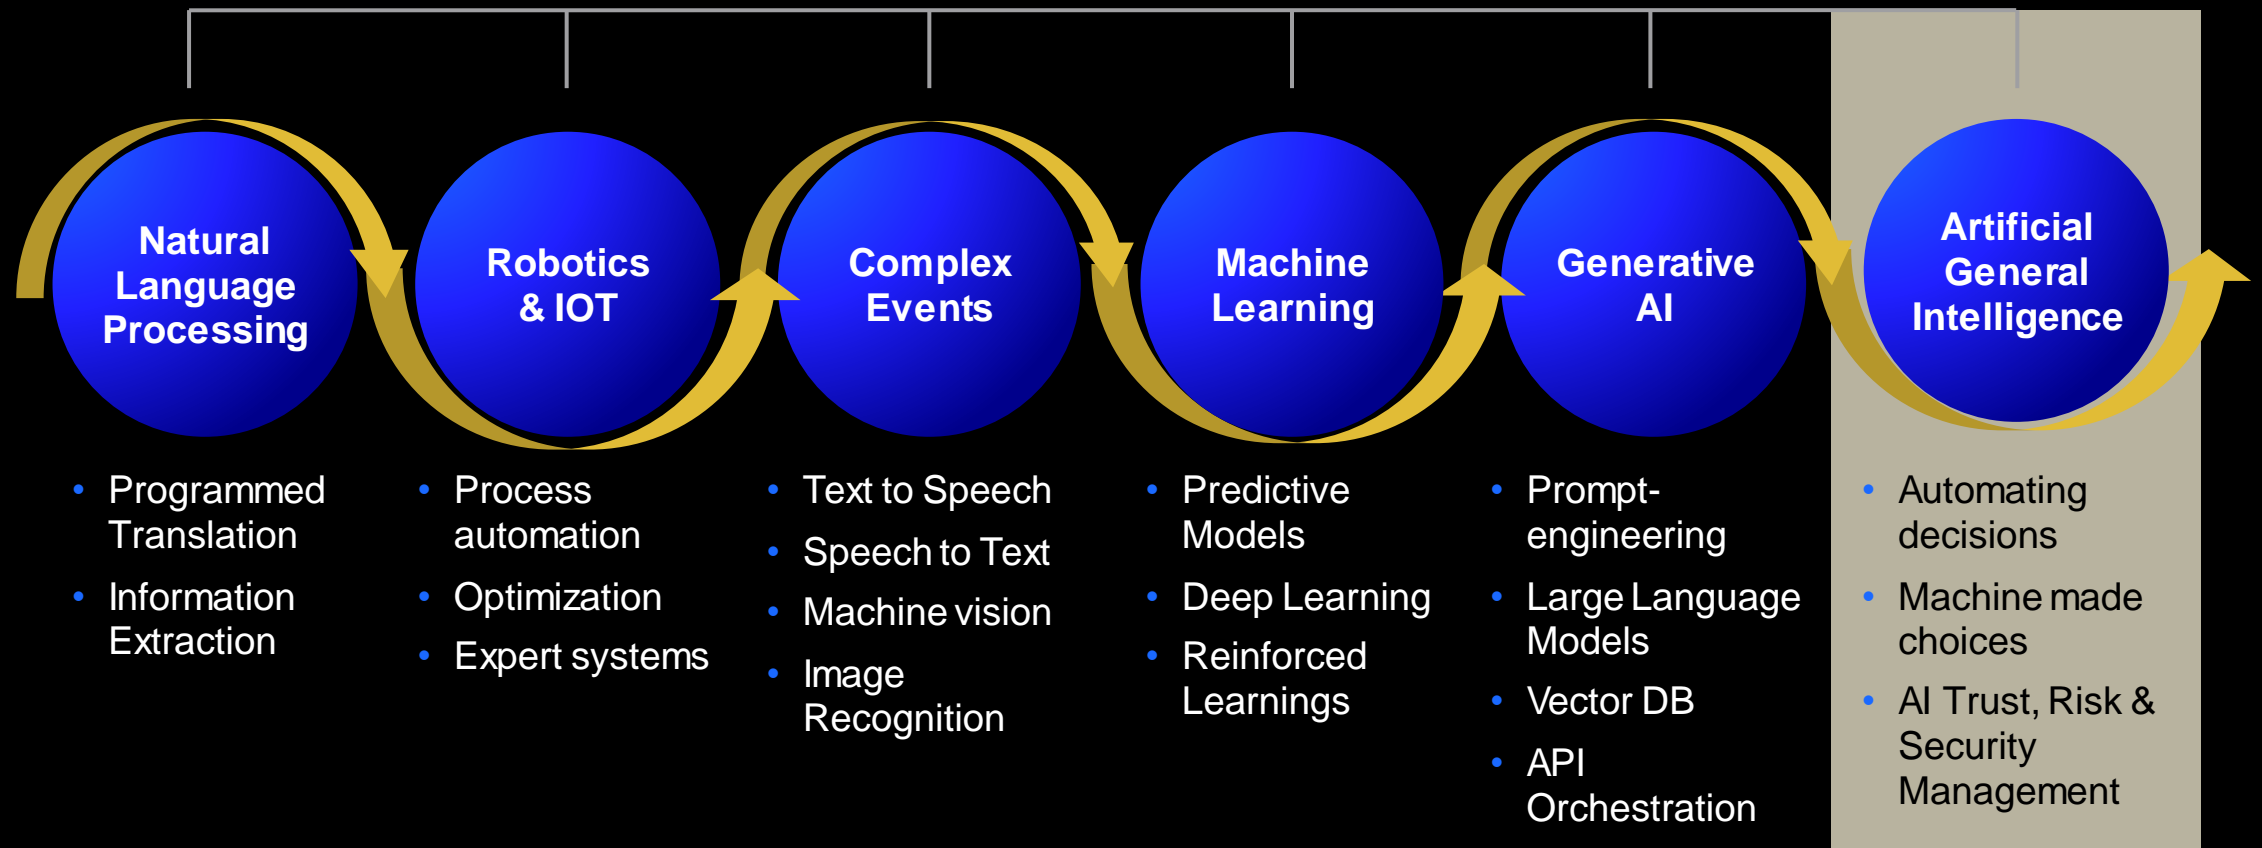 Natural
Language
Processing
Programmed
Translation
Information
Extraction
Robotics
& IOT
Process
automation
Optimization
Expert systems
Complex
Events
Text to Speech
Speech to Text
Machine vision
Image
Recognition
Machine
Learning
Predictive
Models
Deep Learning
Reinforced
Learnings
Generative
AI
Prompt-
engineering
Large Language
Models
Vector DB
API
Orchestration
Artificial
General
Intelligence
Automating
decisions
Machine made
choices
AI Trust, Risk &
Security
Management